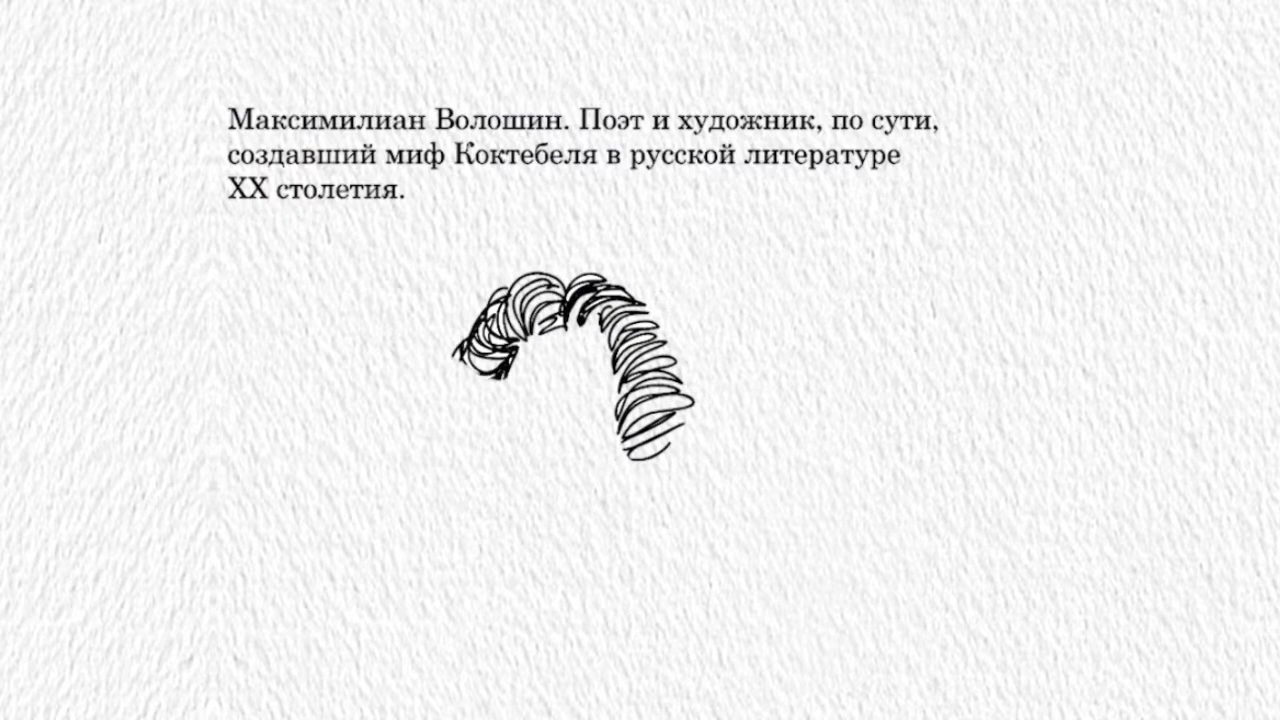 Максимилиан Волошин. Поэт и художник, по сути,
создавший миф Коктебеля в русской литературе
XX столетия.